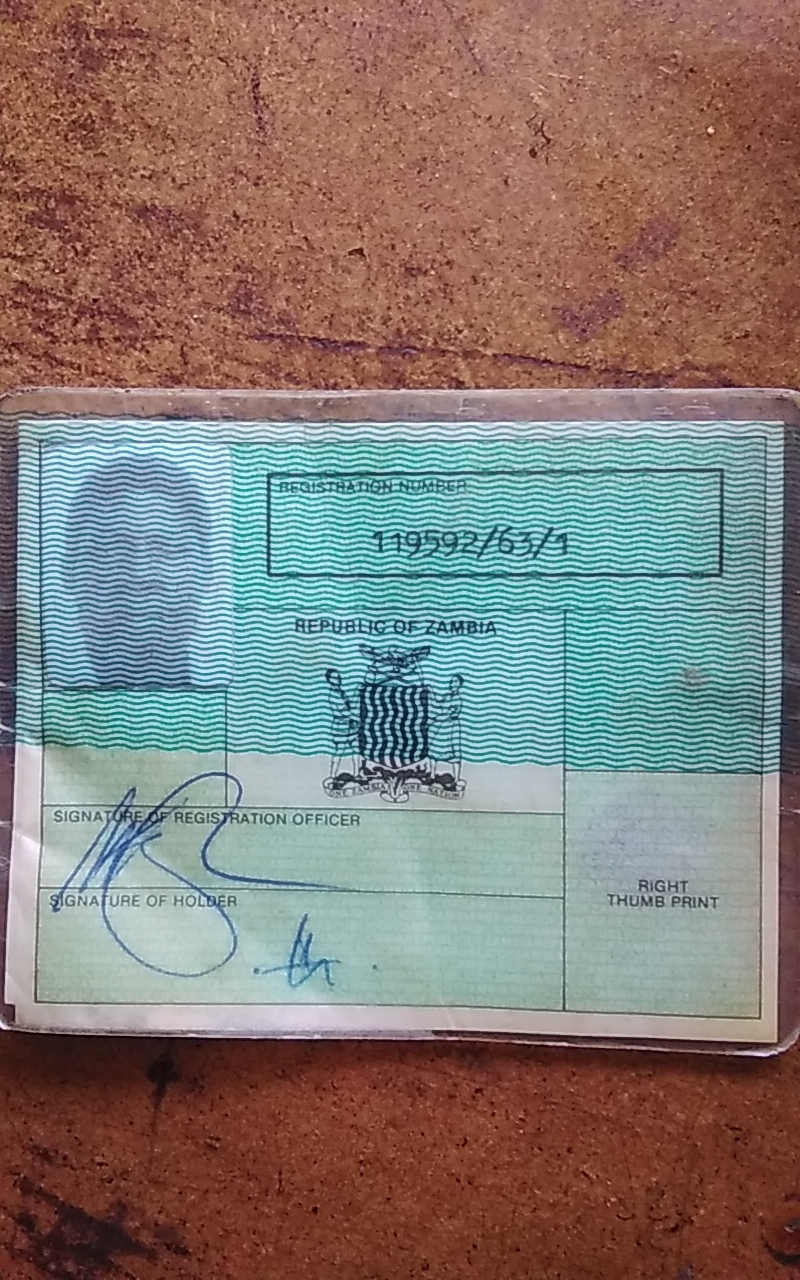 REGISTRATION NUMBER
119592/63/1
REPUBLIC OF ZAMBIA
ONE ZAMBIA ONE NATION
SIGNATURE OF REGISTRATION OFFICER
SIGNATURE OF HOLDER
RIGHT
THUMB PRINT